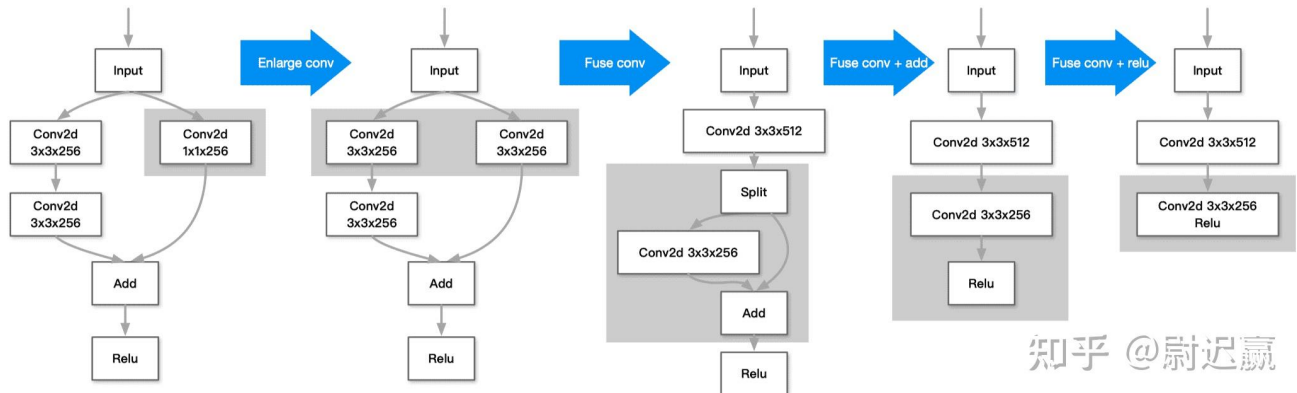 Input
Conv2d
3x3x256
Conv2d
1x1x256
Conv2d
3x3x256
Add
Relu
Enlarge conv
Input
Conv2d
3x3x256
Conv2d
3x3x256
Conv2d
3x3x256
Add
Relu
Fuse conv
Input
Conv2d 3x3x512
Split
Conv2d 3x3x256
Add
Relu
Fuse conv + add
Input
Conv2d 3x3x512
Conv2d 3x3x256
Relu
Fuse conv + relu
Input
Conv2d 3x3x512
Conv2d 3x3x256
Relu
知乎 @尉迟赢